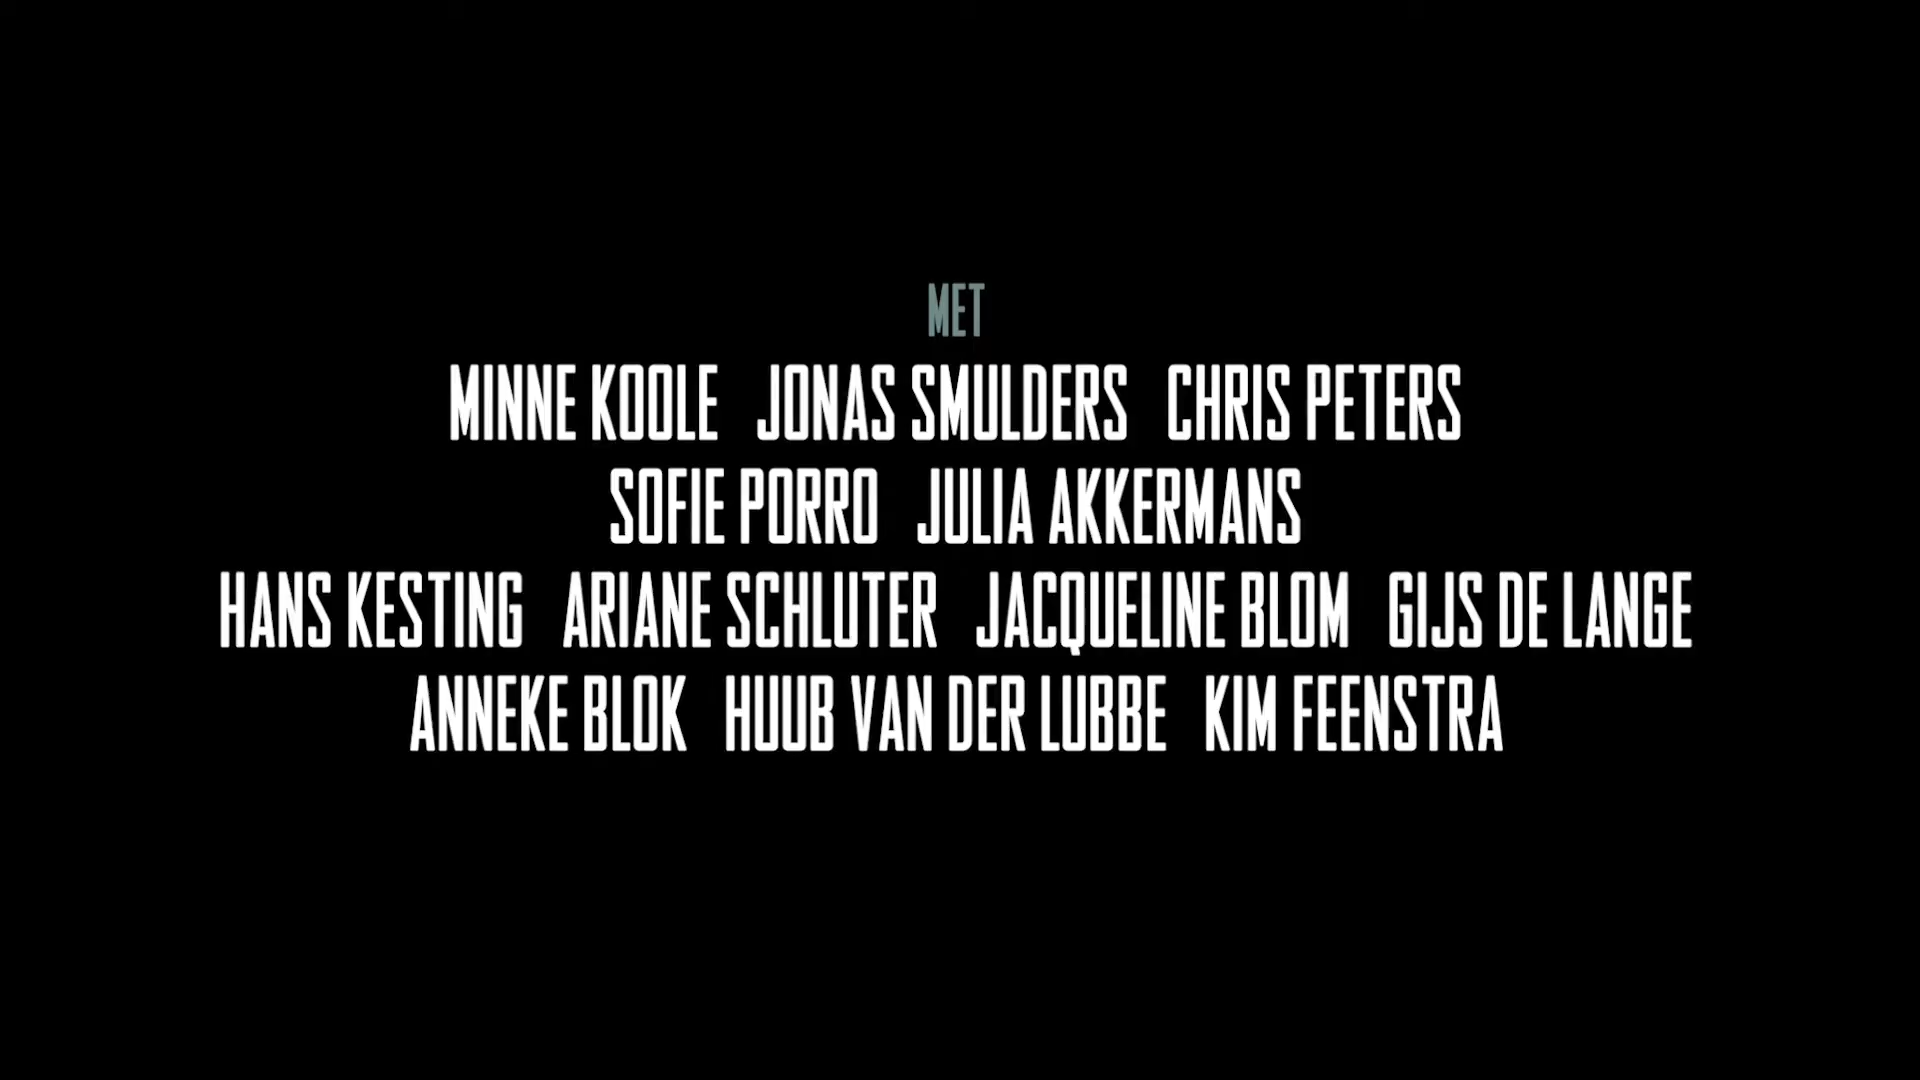 MET
MINNE KOOLE JONAS SMULDERS CHRIS PETERS
SOFIE PORRO JULIA AKKERMANS
HANS KESTING ARIANE SCHLUTER JACQUELINE BLOM GIJS DE LANGE
ANNEKE BLOK HUUB VAN DER LUBBE KIM FEENSTRA